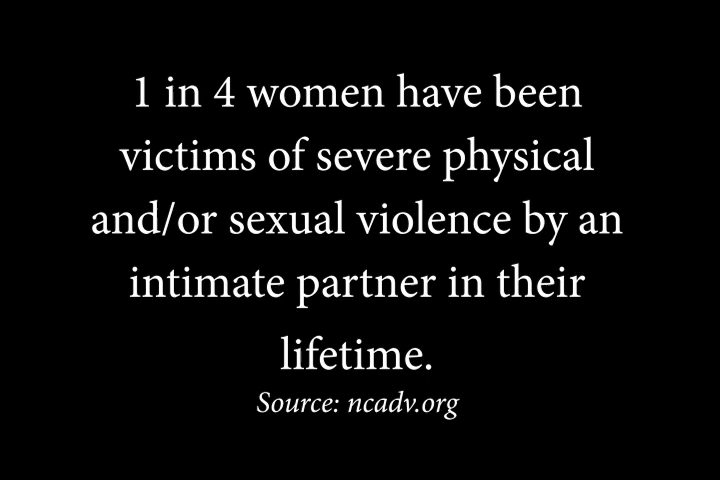 1 in 4 women have been
victims of severe physical
and/or sexual violence by an
intimate partner in their
lifetime.
Source: ncadv.org